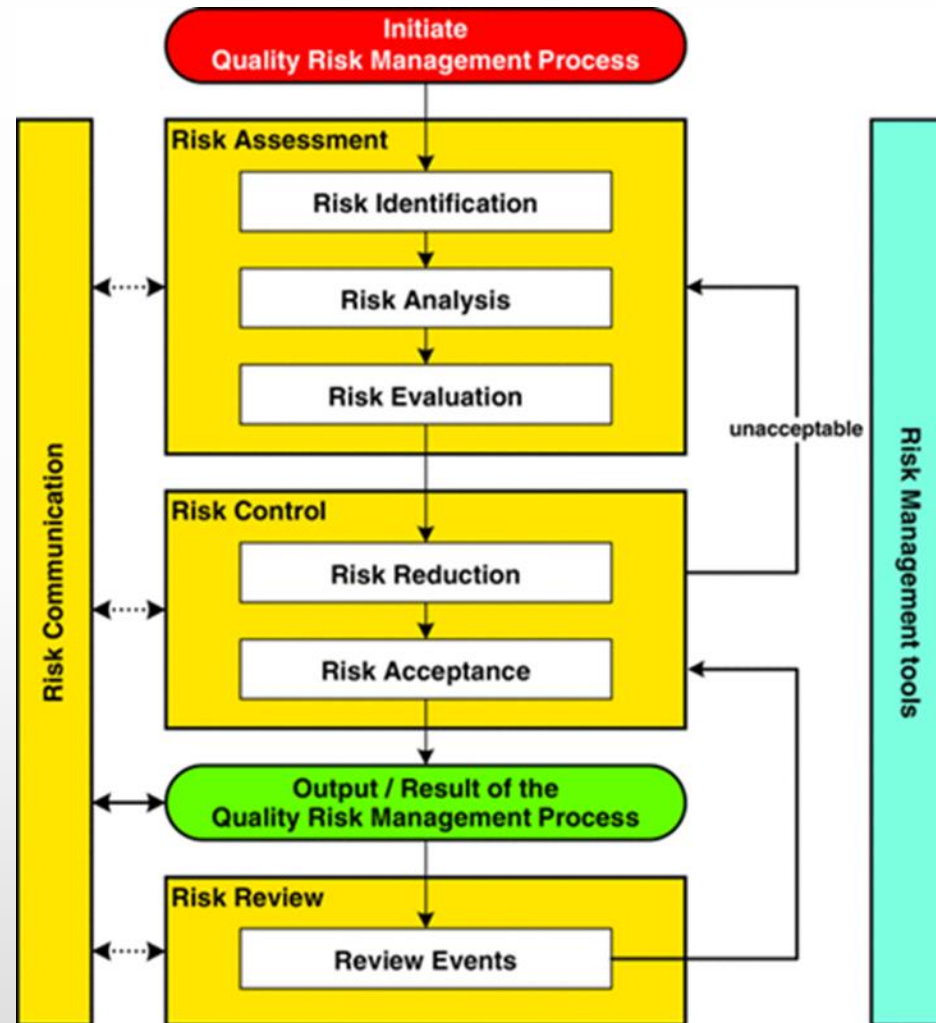 Initiate
Quality Risk Management Process
Risk Assessment
Risk Identification
Risk Analysis
Risk Evaluation
unacceptable
Risk Communication
Risk Management tools
Risk Control
Risk Reduction
Risk Acceptance
Output / Result of the
Quality Risk Management Process
Risk Review
Review Events